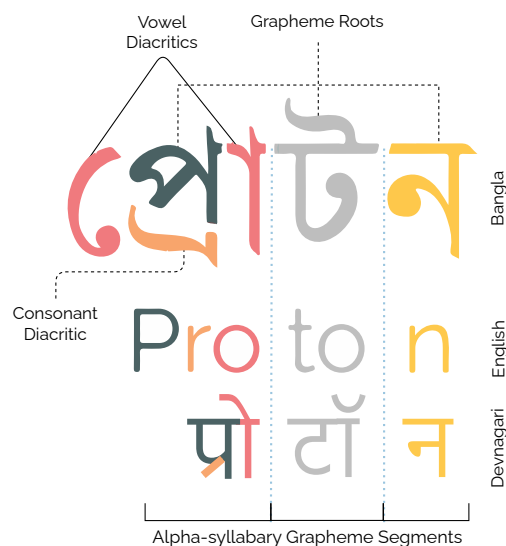 Vowel
Diacritics
Grapheme Roots
প্রোটন
Bangla
Consonant
Diacritic
Proton
English
प्रोटॉन
Devnagari
Alpha-syllabary Grapheme Segments